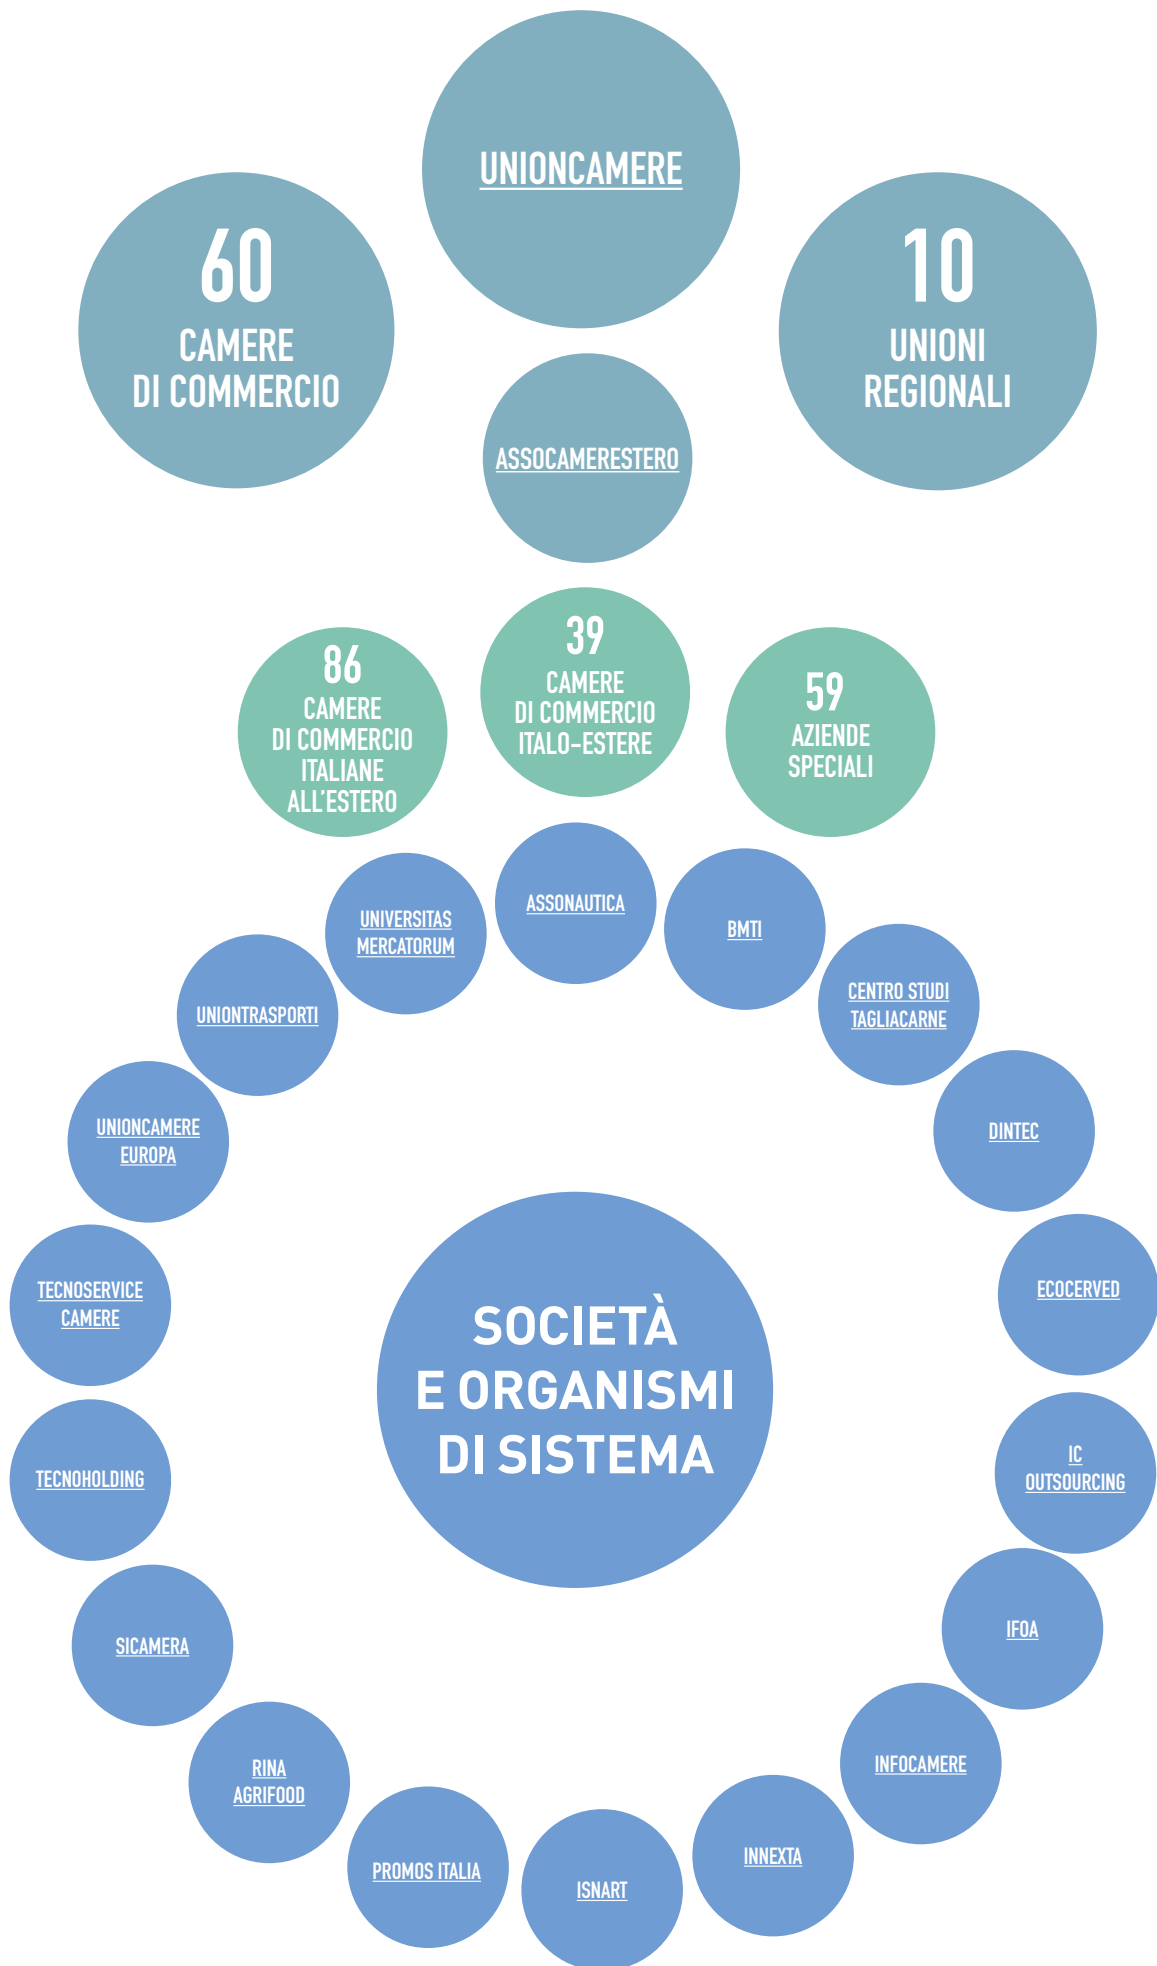 UNIONCAMERE
60
CAMERE
DI COMMERCIO
10
UNIONI
REGIONALI
ASSOCAMERESTERO
86
CAMERE
DI COMMERCIO
ITALIANE
ALL'ESTERO
39
CAMERE
DI COMMERCIO
ITALO-ESTERE
59
AZIENDE
SPECIALI
ASSONAUTICA
BMTI
CENTRO STUDI
TAGLIACARNE
DINTEC
ECOCERVED
IC
OUTSOURCING
IFOA
INFOCAMERE
INNEXTA
ISNART
PROMOS ITALIA
RINA
AGRIFOOD
SICAMERA
TECNOHOLDING
TECNOSERVICE
CAMERE
UNIONCAMERE
EUROPA
UNIONTRASPORTI
UNIVERSITAS
MERCATORUM
SOCIETÀ
E ORGANISMI
DI SISTEMA